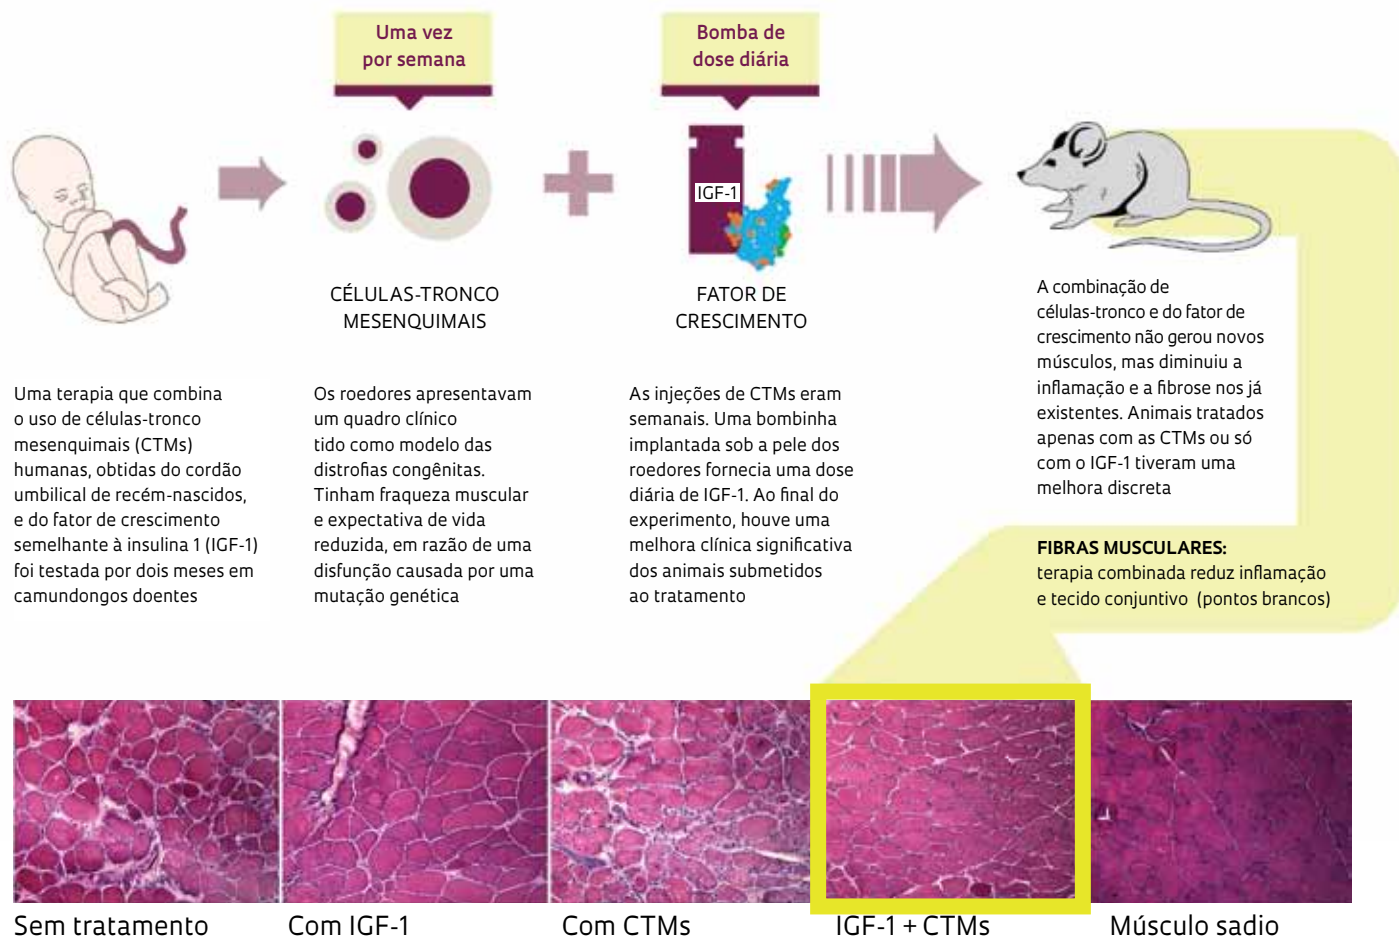 Uma vez
por semana
Bomba de
dose diária
IGF-1
CÉLULAS-TRONCO
MESENQUIMAIS
FATOR DE
CRESCIMENTO
Uma terapia que combina
o uso de células-tronco
mesenquimais (CTMs)
humanas, obtidas do cordão
umbilical de recém-nascidos,
e do fator de crescimento
semelhante à insulina 1 (IGF-1)
foi testada por dois meses em
camundongos doentes
Os roedores apresentavam
um quadro clínico
tido como modelo das
distrofias congênitas.
Tinham fraqueza muscular
e expectativa de vida
reduzida, em razão de uma
disfunção causada por uma
mutação genética
As injeções de CTMs eram
semanais. Uma bombinha
implantada sob a pele dos
roedores fornecia uma dose
diária de IGF-1. Ao final do
experimento, houve uma
melhora clínica significativa
dos animais submetidos
ao tratamento
A combinação de
células-tronco e do fator de
crescimento não gerou novos
músculos, mas diminuiu a
inflamação e a fibrose nos já
existentes. Animais tratados
apenas com as CTMs ou só
com o IGF-1 tiveram uma
melhora discreta
FIBRAS MUSCULARES:
terapia combinada reduz inflamação
e tecido conjuntivo (pontos brancos)
Sem tratamento
Com IGF-1
Com CTMs
IGF-1 + CTMs
Músculo sadio